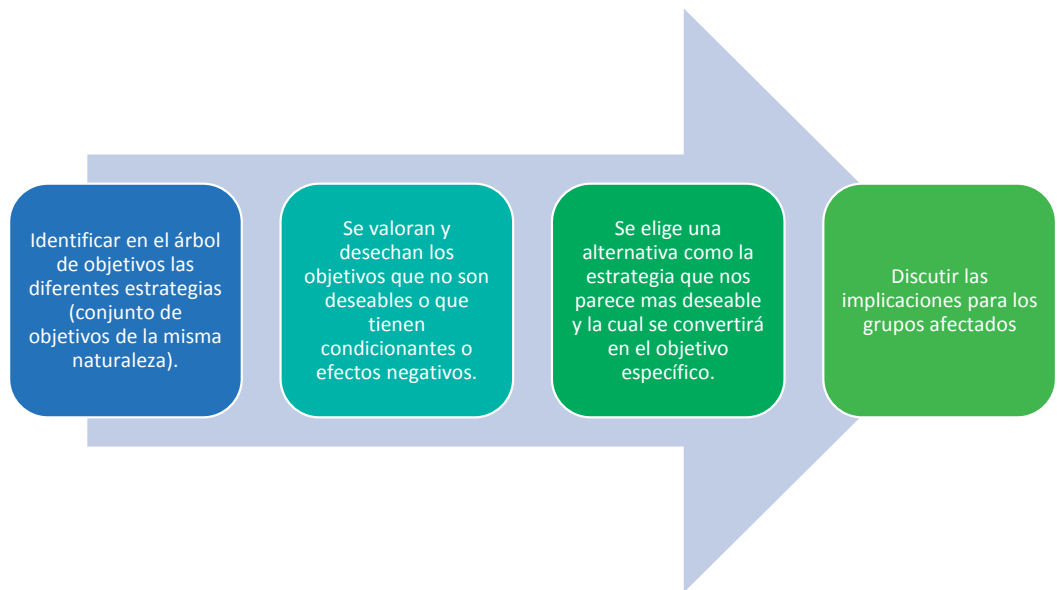 Identificar en el árbol
de objetivos las
diferentes estrategias
(conjunto de
objetivos de la misma
naturaleza).
Se valoran y
desechan los
objetivos que no son
deseables o que
tienen
condicionantes o
efectos negativos.
Se elige una
alternativa como la
estrategia que nos
parece mas deseable
y la cual se convertirá
en el objetivo
específico.
Discutir las
implicaciones para los
grupos afectados